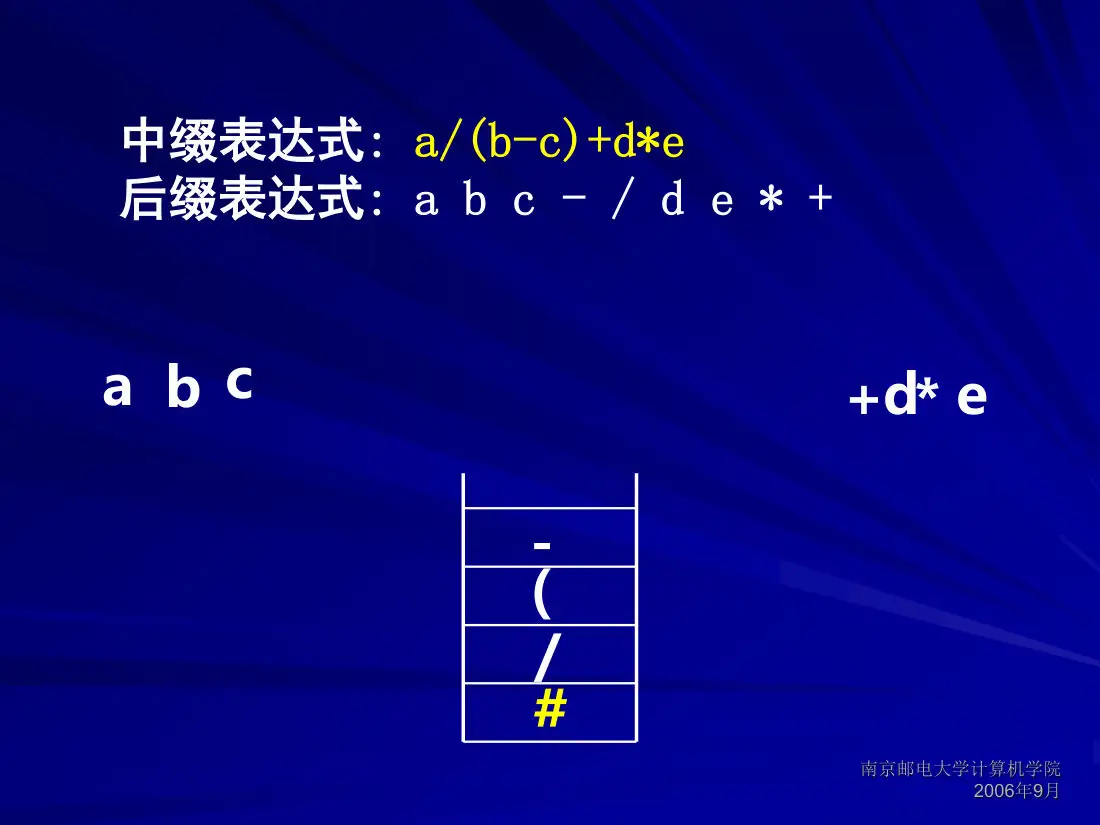 中缀表达式: a/(b-c)+d*e
后缀表达式: a b c - / d e * +
a b c
+d* e
-
(
/
#
南京邮电大学计算机学院
2006年9月